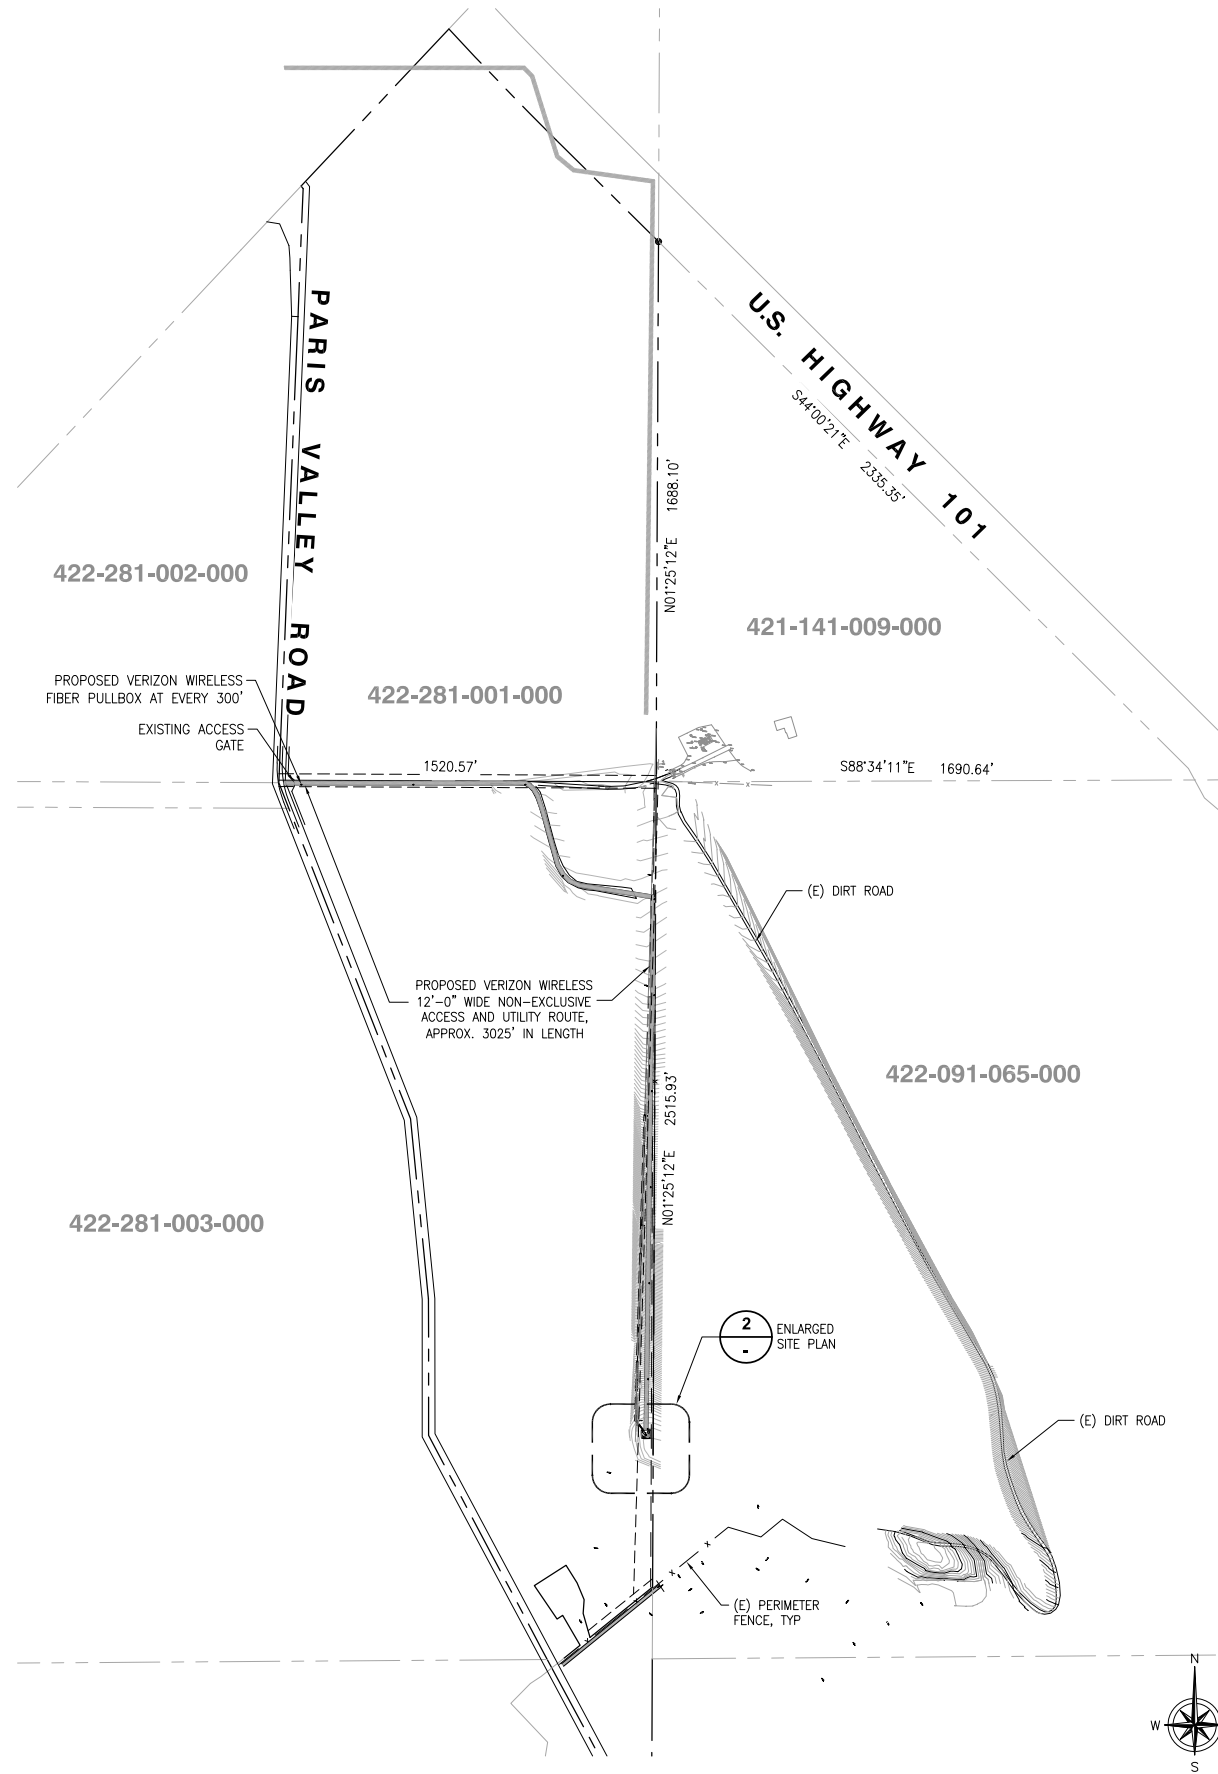 PARIS VALLEY ROAD
U.S. HIGHWAY 101
S44°00'21"E 2335.35'
N01°25'12"E 1688.10'
422-281-002-000
421-141-009-000
PROPOSED VERIZON WIRELESS
FIBER PULLBOX AT EVERY 300'
422-281-001-000
EXISTING ACCESS
GATE
1520.57'
S88°34'11"E 1690.64'
(E) DIRT ROAD
PROPOSED VERIZON WIRELESS
12'-0" WIDE NON-EXCLUSIVE
ACCESS AND UTILITY ROUTE,
APPROX. 3025' IN LENGTH
422-091-065-000
N01°25'12"E 2515.93'
422-281-003-000
2
-
ENLARGED
SITE PLAN
(E) DIRT ROAD
(E) PERIMETER
FENCE, TYP
N
W
S